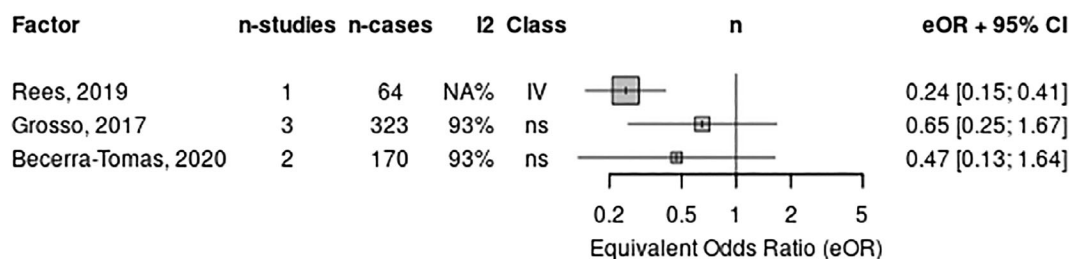 Factor n-studies n-cases I2 Class n eOR + 95% CI
Rees, 2019 1 64 NA% IV 0.24 [0.15; 0.41]
Grosso, 2017 3 323 93% ns 0.65 [0.25; 1.67]
Becerra-Tomas, 2020 2 170 93% ns 0.47 [0.13; 1.64]
0.2 0.5 1 2 5
Equivalent Odds Ratio (eOR)